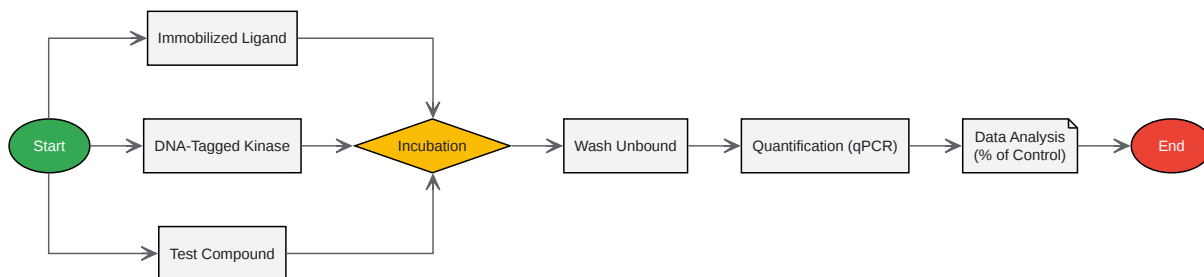 Immobilized Ligand
Start
DNA-Tagged Kinase
Incubation
Wash Unbound
Quantification (qPCR)
Data Analysis
(% of Control)
End
Test Compound